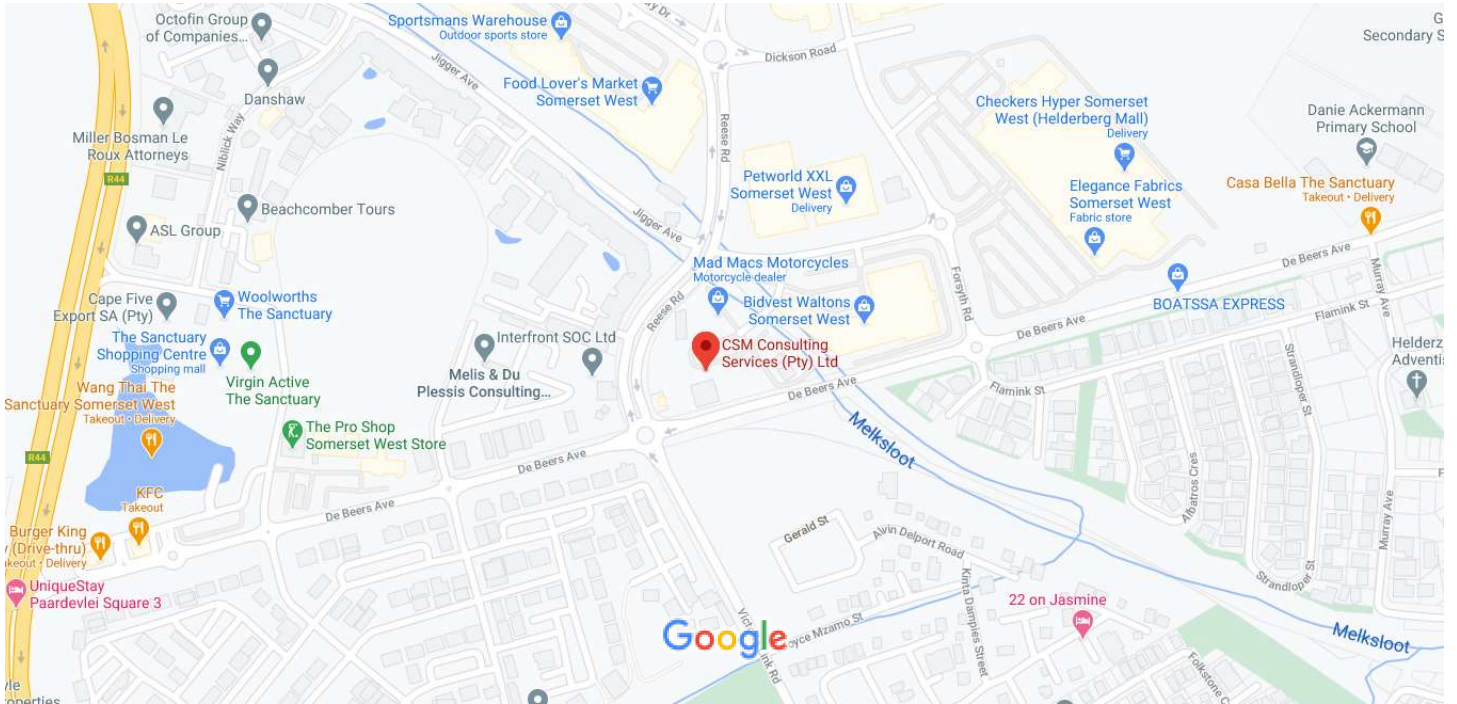 Octofin Group
of Companies…
Sportsmans Warehouse
Outdoor sports store
Dickson Road
Secondary S
Jigger Ave
Danshaw
Food Lover's Market
Somerset West
Checkers Hyper Somerset
West (Helderberg Mall)
Delivery
Danie Ackermann
Primary School
Miller Bosman Le
Roux Attorneys
Niblick Way
Reese Rd
R44
Petworld XXL
Somerset West
Delivery
Elegance Fabrics
Somerset West
Fabric store
Casa Bella The Sanctuary
Takeout • Delivery
Beachcomber Tours
ASL Group
Jigger Ave
De Beers Ave
Mad Macs Motorcycles
Motorcycle dealer
Forsyth Rd
Murray Ave
BOATSSA EXPRESS
Cape Five
Export SA (Pty)
Woolworths
The Sanctuary
Reese Rd
Bidvest Waltons
Somerset West
De Beers Ave
Flamink St
The Sanctuary
Shopping Centre
Shopping mall
Interfront SOC Ltd
CSM Consulting
Services (Pty) Ltd
Helderz
Adventis
Melis & Du
Plessis Consulting…
Virgin Active
The Sanctuary
Strandloper St
Wang Thai The
Sanctuary Somerset West
Takeout • Delivery
De Beers Ave
Flamink St
The Pro Shop
Somerset West Store
Melksloot
R44
De Beers Ave
KFC
Takeout
Albatros Cres
Murray Ave
De Beers Ave
Burger King
(Drive-thru)
Delivery
Gerald St
Alvin Delport Road
Strandloper St
UniqueStay
Paardevlei Square 3
Kinta Dampies Street
22 on Jasmine
Google
Mzamo St
Melksloot